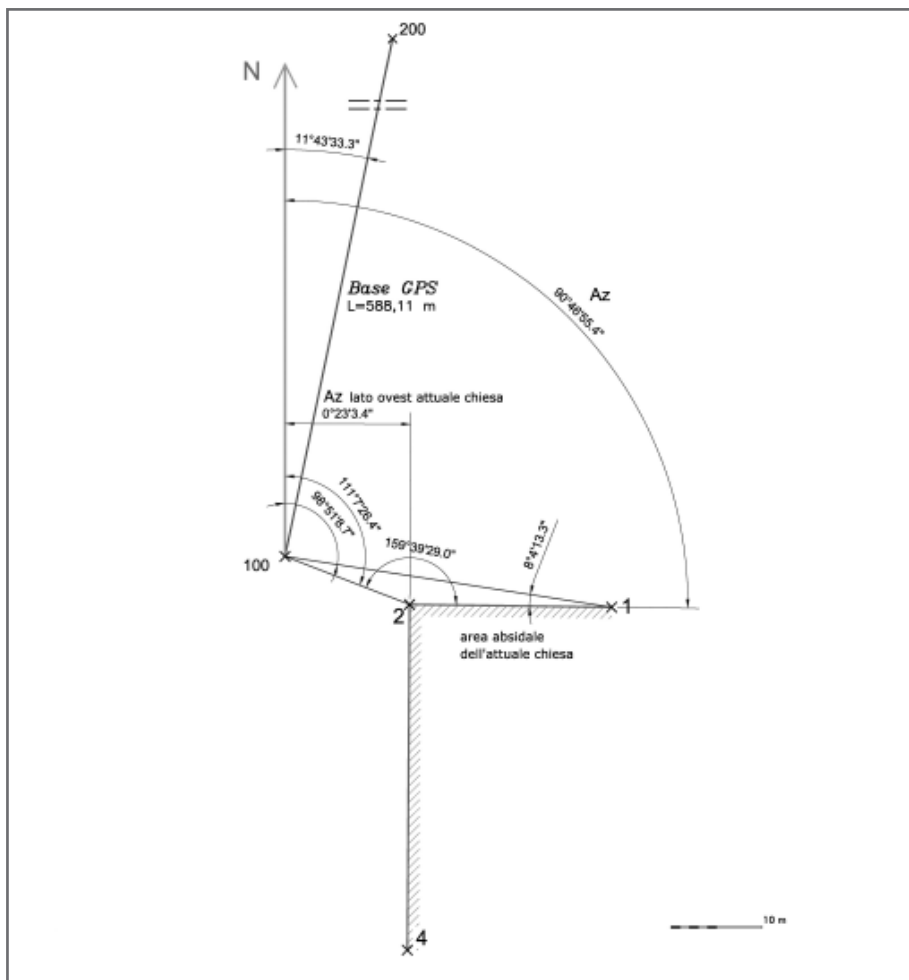 200
N
11°43'33.3"
Base GPS
L=588,11 m
Az
90°46'55.4"
Az lato ovest attuale chiesa
0°23'3.4"
111°7'26.4"
98°51'8.7"
159°39'29.0"
8°4'13.3"
100
2
1
area absidale
dell'attuale chiesa
4
10 m